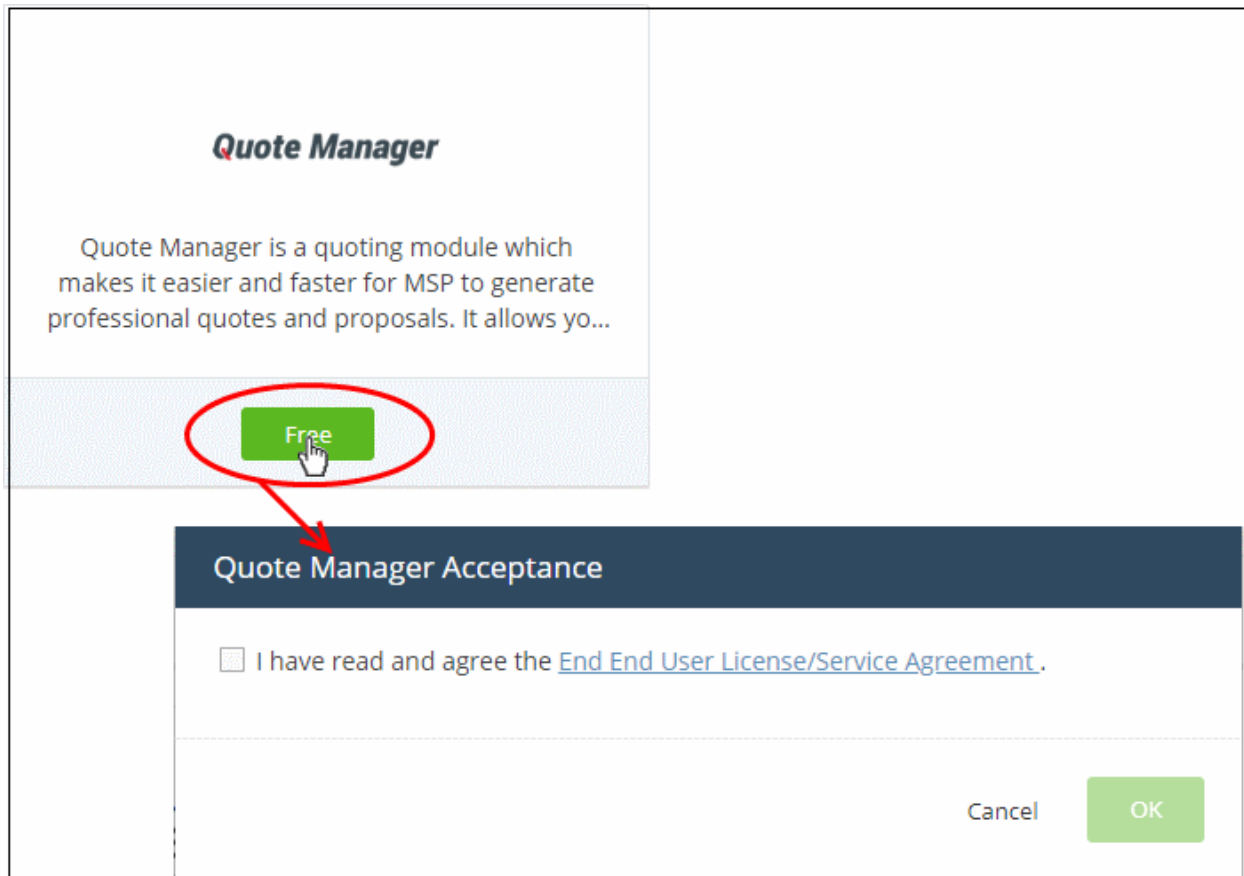 Quote Manager
Quote Manager is a quoting module which
makes it easier and faster for MSP to generate
professional quotes and proposals. It allows yo...
Free
Quote Manager Acceptance
I have read and agree the End End User License/Service Agreement .
Cancel
OK